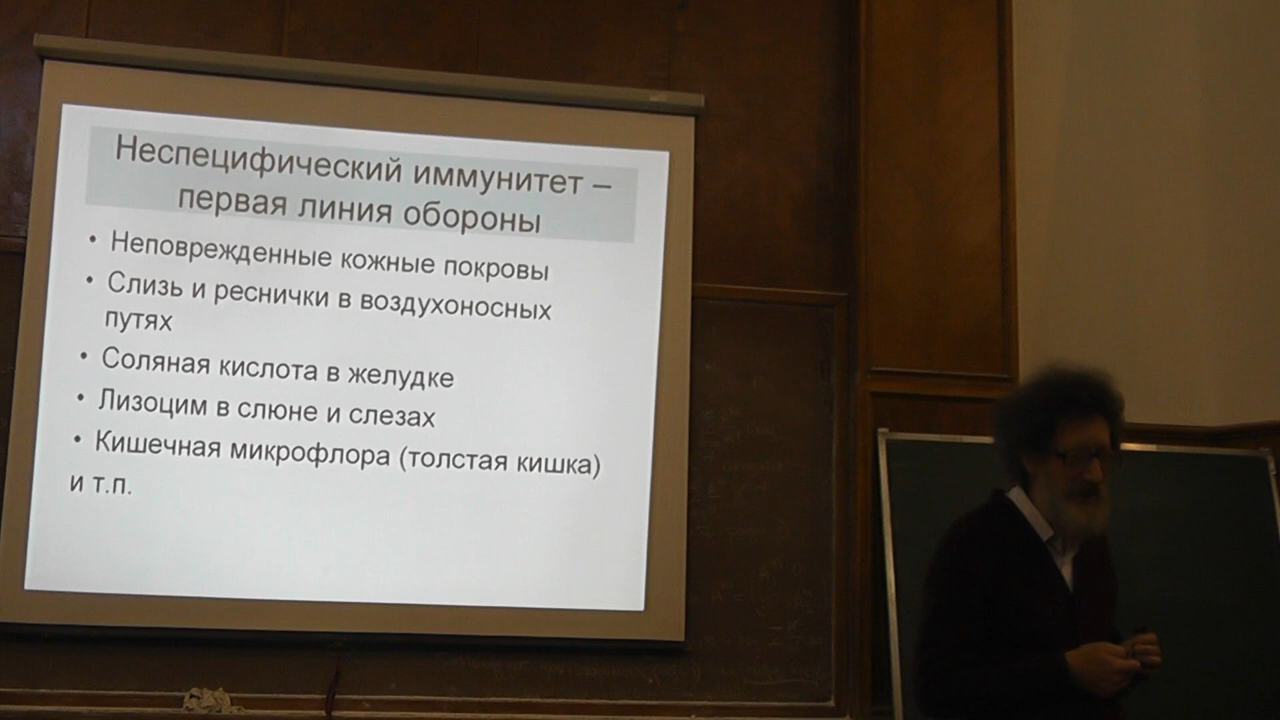 Неспецифический иммунитет –
первая линия обороны
• Неповрежденные кожные покровы
• Слизь и реснички в воздухоносных
путях
• Соляная кислота в желудке
• Лизоцим в слюне и слезах
• Кишечная микрофлора (толстая кишка)
и т.п.